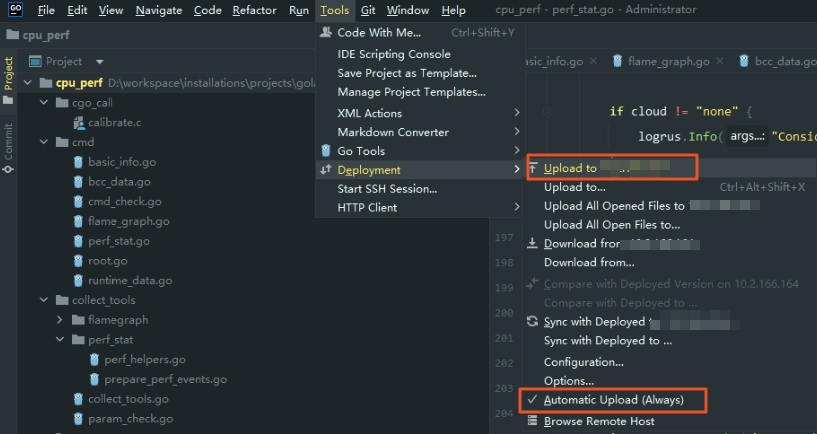 GO File Edit View Navigate Code Refactor Run Tools Git Window Help cpu_perf - perf_stat.go - Administrator
cpu_perf
Project
Commit
Project
cpu_perf D:\workspace\installations\projects\gola
cgo_call
calibrate.c
cmd
basic_info.go
bcc_data.go
cmd_check.go
flame_graph.go
perf_stat.go
root.go
runtime_data.go
collect_tools
flamegraph
perf_stat
perf_helpers.go
prepare_perf_events.go
collect_tools.go
param_check.go
Code With Me... Ctrl+Shift+Y
IDE Scripting Console
Save Project as Template...
Manage Project Templates...
XML Actions
Markdown Converter
Go Tools
Deployment
Start SSH Session...
HTTP Client
asic_info.go flame_graph.go bcc_data.go
if cloud != "none" {
logrus.Info( args...: "Consid
Upload to
Upload to... Ctrl+Alt+Shift+X
Upload All Opened Files to
Upload All Open Files to...
Download from
Download from...
Compare with Deployed Version on 10.2.166.164
Compare with Deployed to ...
Sync with Deployed to
Sync with Deployed to ...
Configuration...
Options...
Automatic Upload (Always)
Browse Remote Host
197
198
199
200
201
202
203
204